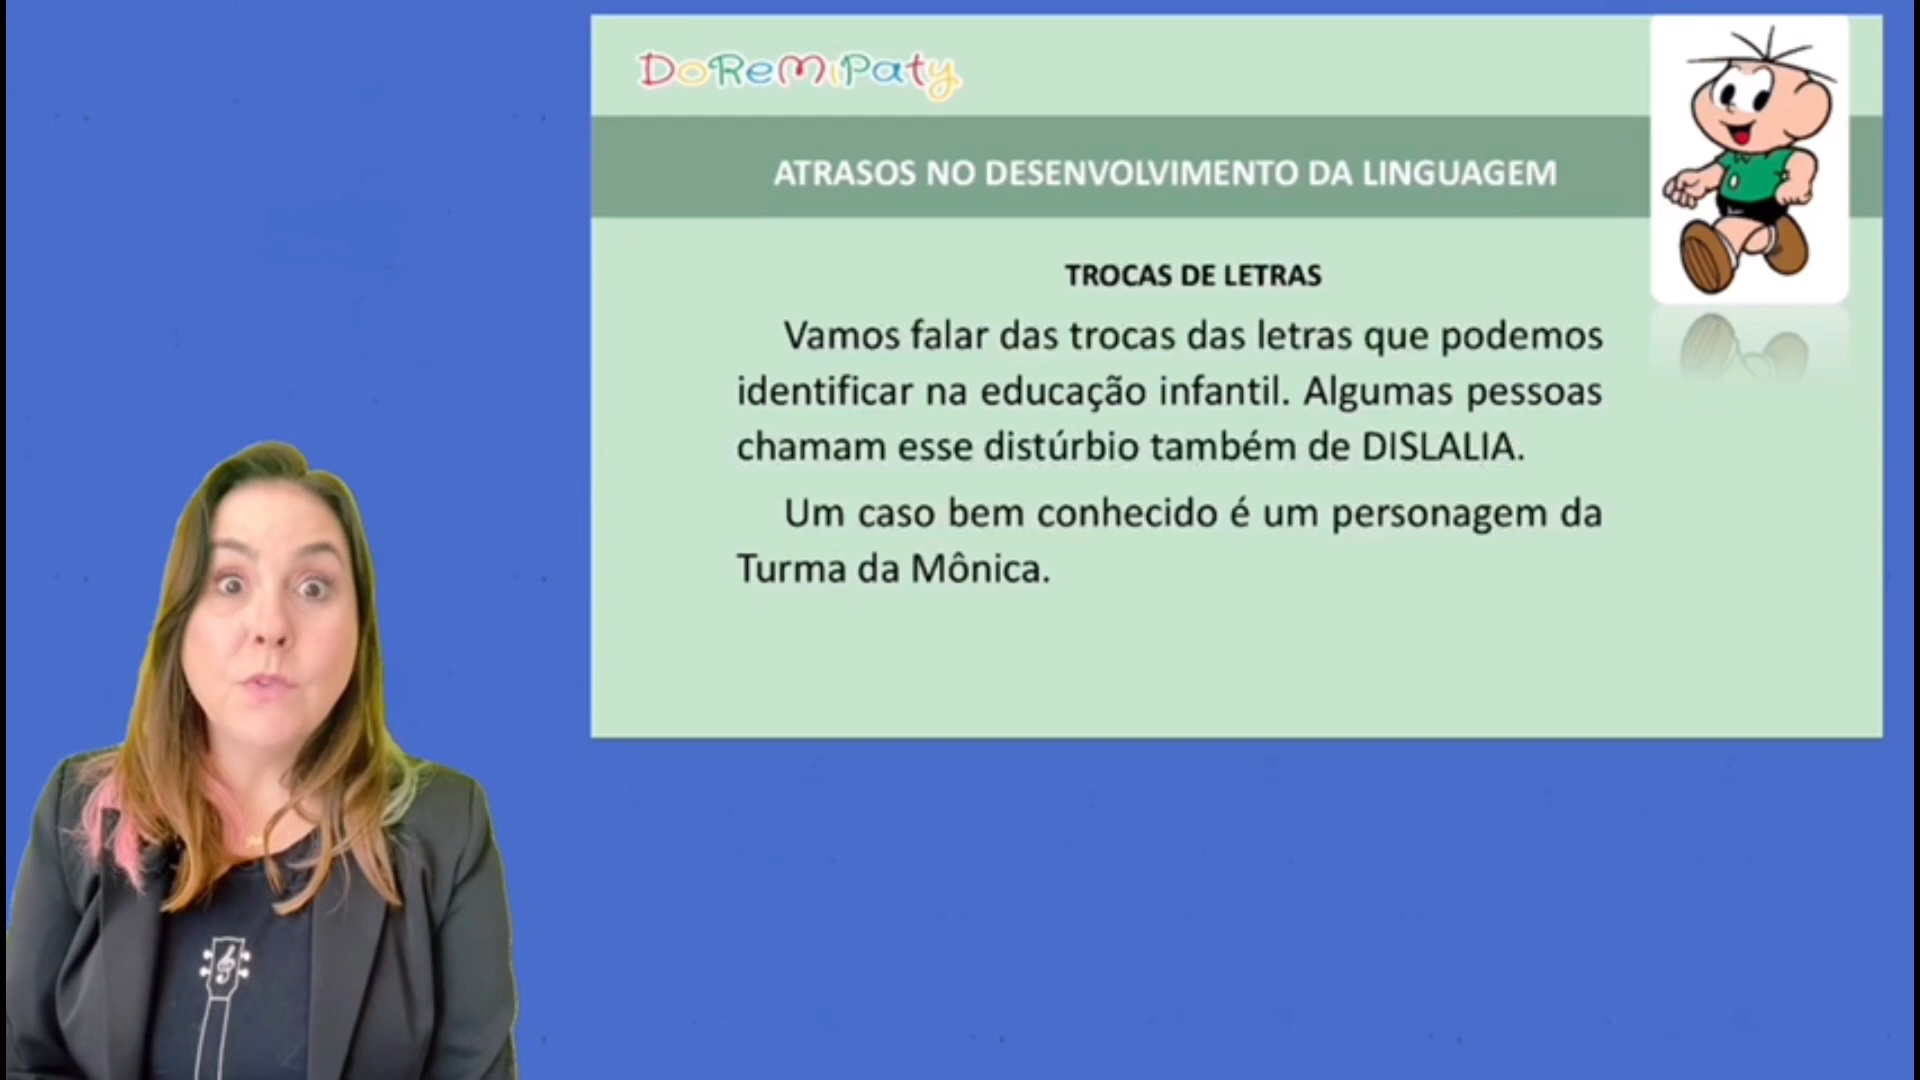 DoReMiPaty
ATRASOS NO DESENVOLVIMENTO DA LINGUAGEM
TROCAS DE LETRAS
Vamos falar das trocas das letras que podemos
identificar na educação infantil. Algumas pessoas
chamam esse distúrbio também de DISLALIA.
Um caso bem conhecido é um personagem da
Turma da Mônica.